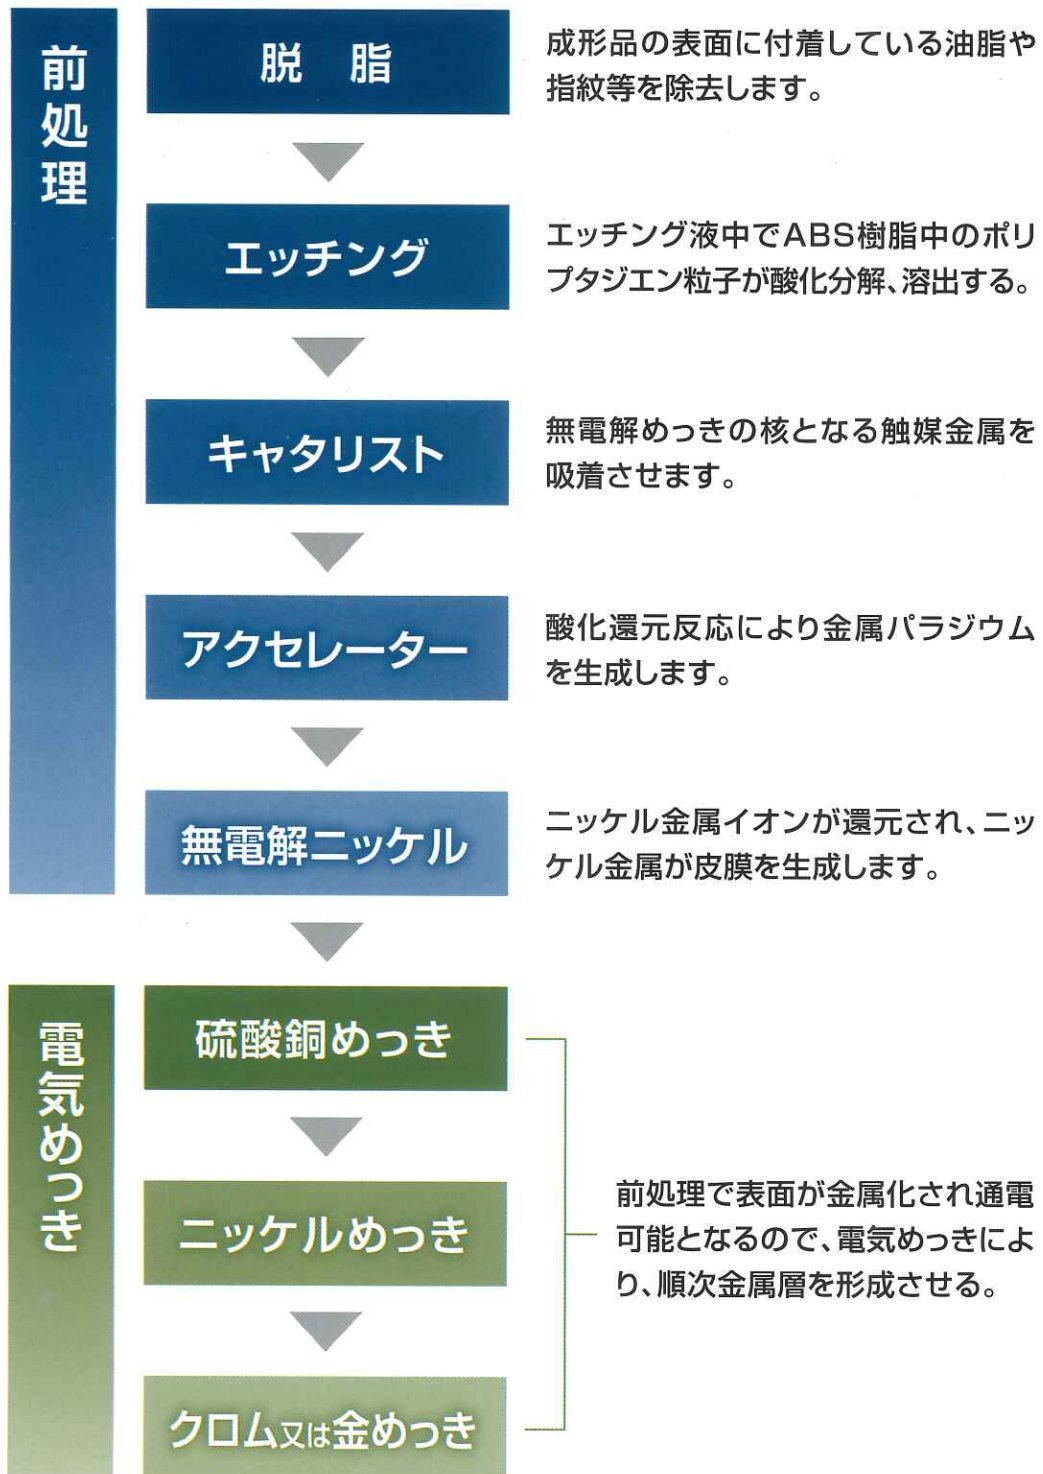 前処理
脱 脂
成形品の表面に付着している油脂や
指紋等を除去します。
エッチング
エッチング液中でABS樹脂中のポリ
プタジエン粒子が酸化分解、溶出する。
キャタリスト
無電解めっきの核となる触媒金属を
吸着させます。
アクセレーター
酸化還元反応により金属パラジウム
を生成します。
無電解ニッケル
ニッケル金属イオンが還元され、ニッ
ケル金属が皮膜を生成します。
電気めっき
硫酸銅めっき
ニッケルめっき
クロム又は金めっき
前処理で表面が金属化され通電
可能となるので、電気めっきによ
り、順次金属層を形成させる。